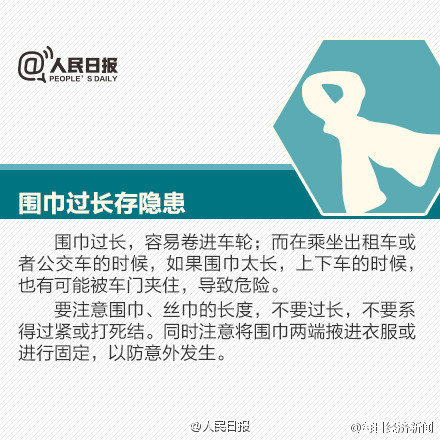 @人民日报
PEOPLE'S DAILY
围巾过长存隐患
围巾过长，容易卷进车轮；而在乘坐出租车或
者公交车的时候，如果围巾太长，上下车的时候，
也有可能被车门夹住，导致危险。
要注意围巾、丝巾的长度，不要过长，不要系
得过紧或打死结。同时注意将围巾两端掖进衣服或
进行固定，以防意外发生。
@人民日报
@每日经济新闻